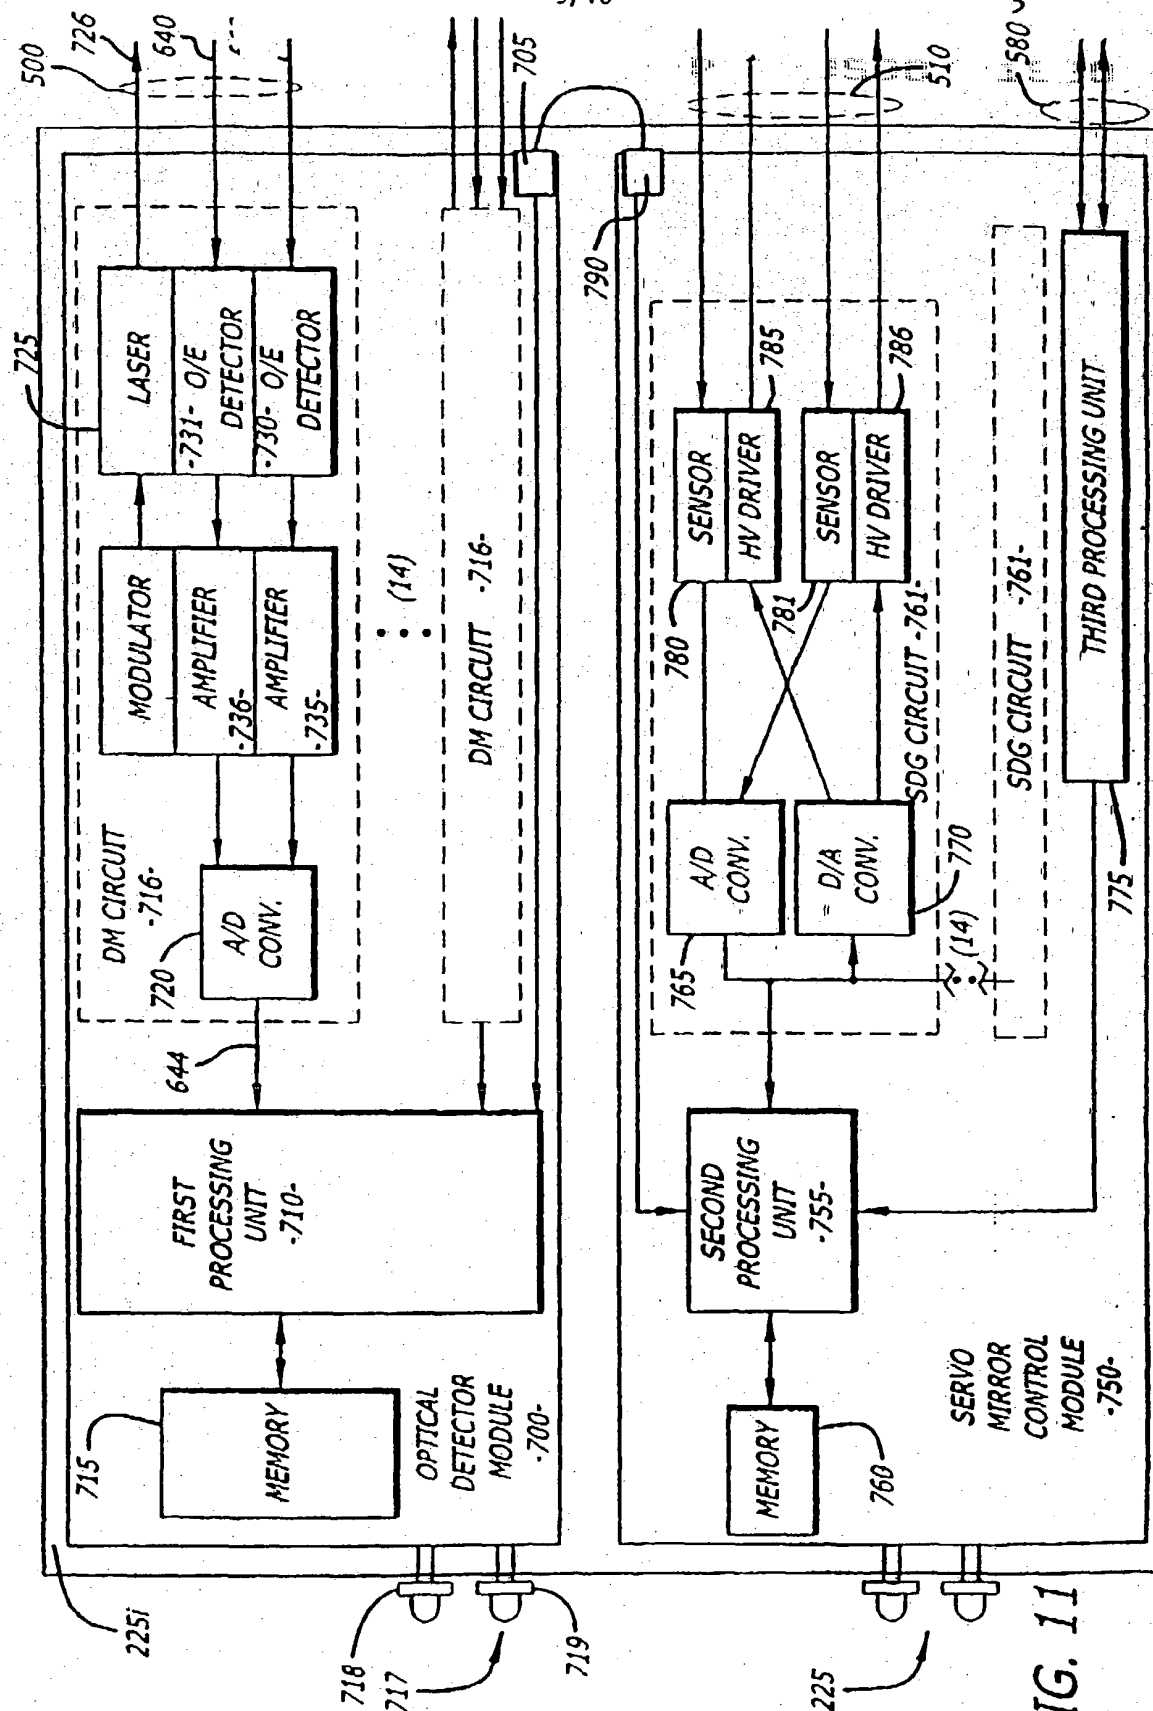 500
726
640
705
510
580
725
LASER
-731- O/E
DETECTOR
-730- O/E
DETECTOR
MODULATOR
AMPLIFIER
-736-
AMPLIFIER
-735-
DM CIRCUIT
-716-
720
A/D
CONV.
644
(14)
DM CIRCUIT -716-
FIRST
PROCESSING
UNIT
-710-
715
MEMORY
OPTICAL
DETECTOR
MODULE
-700-
225i
718
717
719
790
SENSOR
HV DRIVER
785
780
SENSOR
HV DRIVER
786
781
A/D
CONV.
765
D/A
CONV.
770
SDG CIRCUIT -761-
(14)
SDG CIRCUIT -761-
THIRD PROCESSING UNIT
775
SECOND
PROCESSING
UNIT
-755-
MEMORY
760
SERVO
MIRROR
CONTROL
MODULE
-750-
225
IG. 11